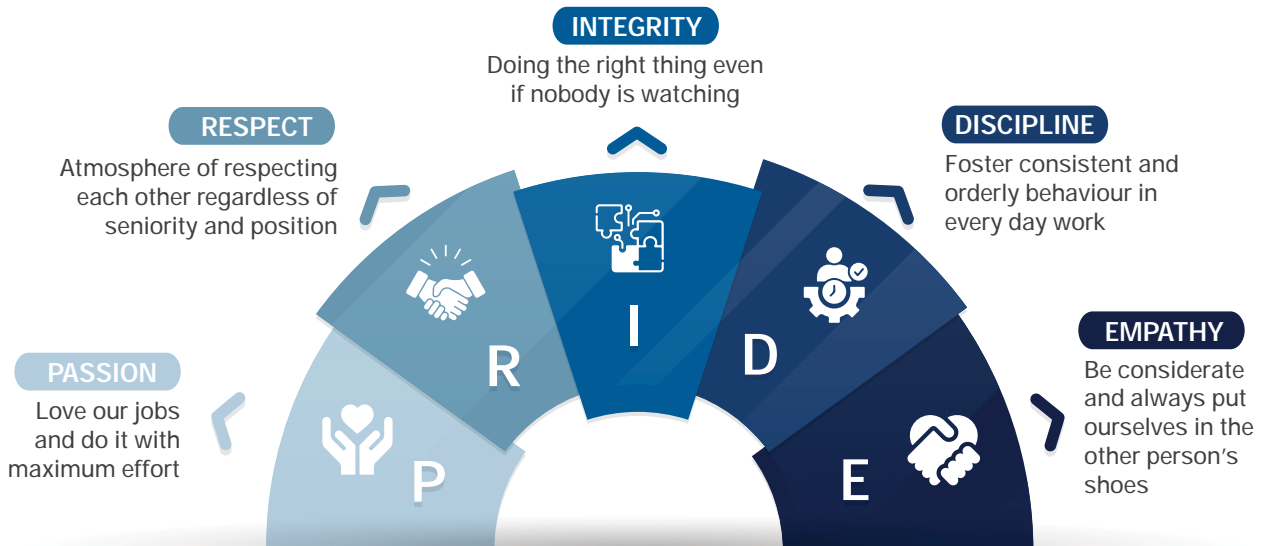 PASSION
Love our jobs
and do it with
maximum effort
P
RESPECT
Atmosphere of respecting
each other regardless of
seniority and position
R
INTEGRITY
Doing the right thing even
if nobody is watching
I
DISCIPLINE
Foster consistent and
orderly behaviour in
every day work
D
EMPATHY
Be considerate
and always put
ourselves in the
other person's
shoes
E